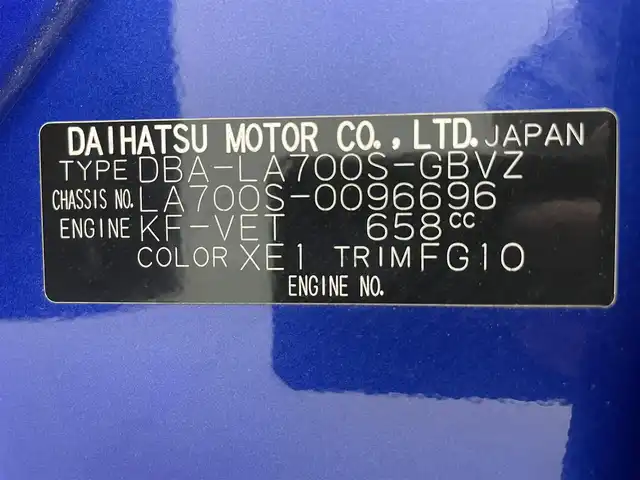 DAIHATSU MOTOR CO., LTD. JAPAN
TYPE DBA-LA700S-GBVZ
CHASSIS NO. LA700S-0096696
ENGINE KF-VET 658cc
COLOR XE1 TRIM FG10
ENGINE NO.